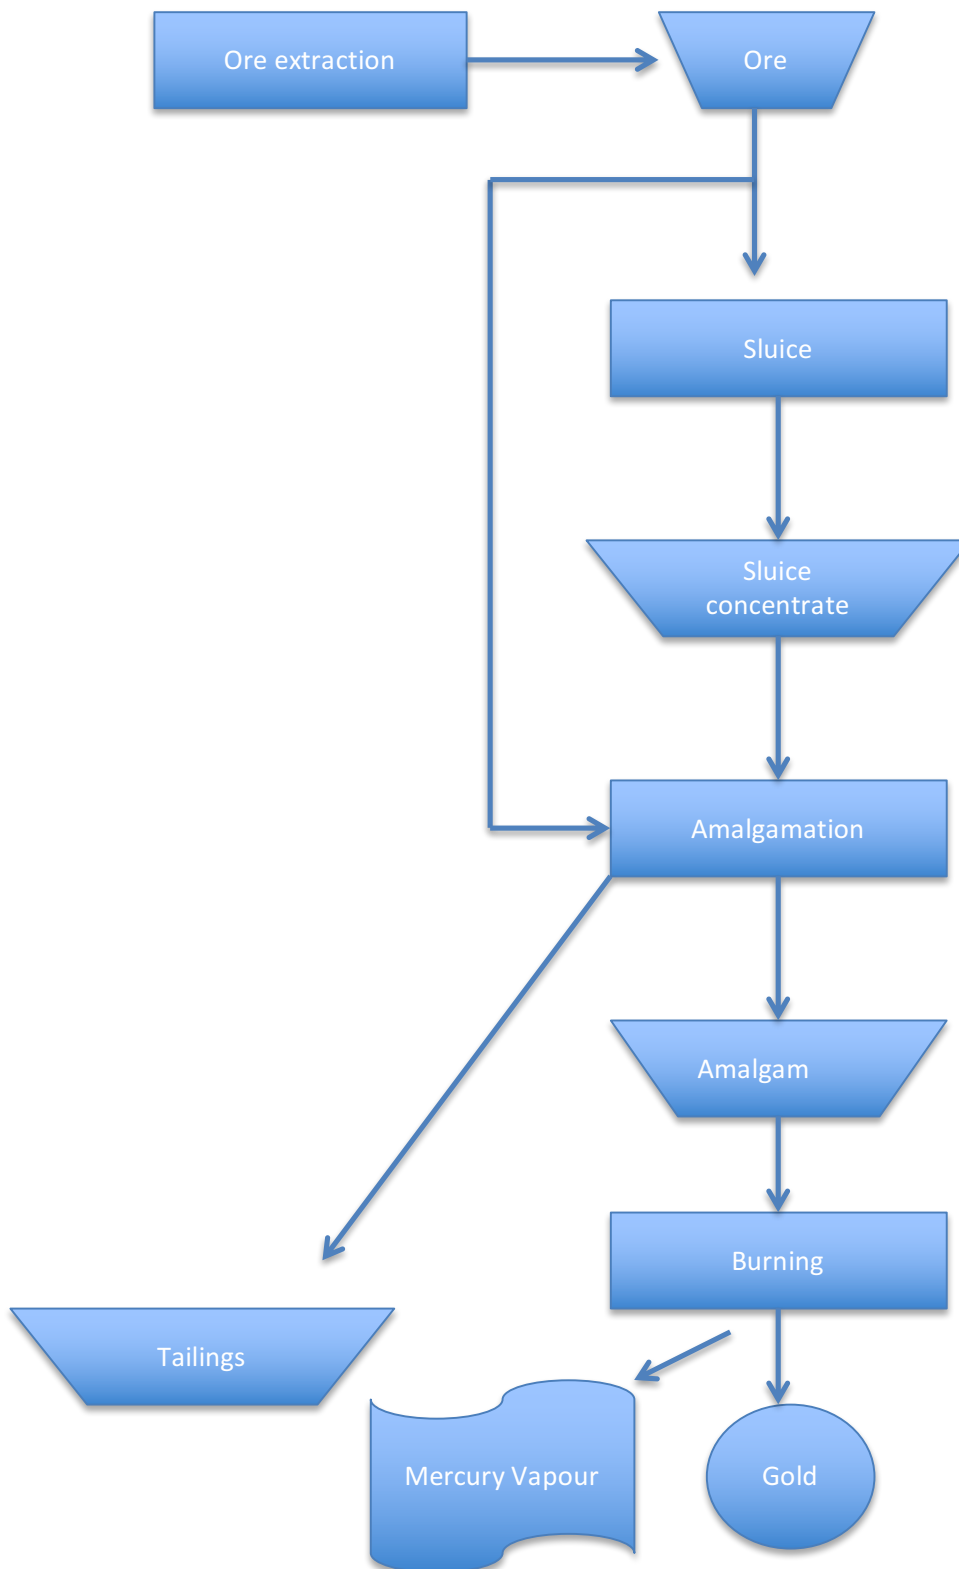 Ore extraction
Ore
Sluice
Sluice
concentrate
Amalgamation
Amalgam
Burning
Tailings
Mercury Vapour
Gold